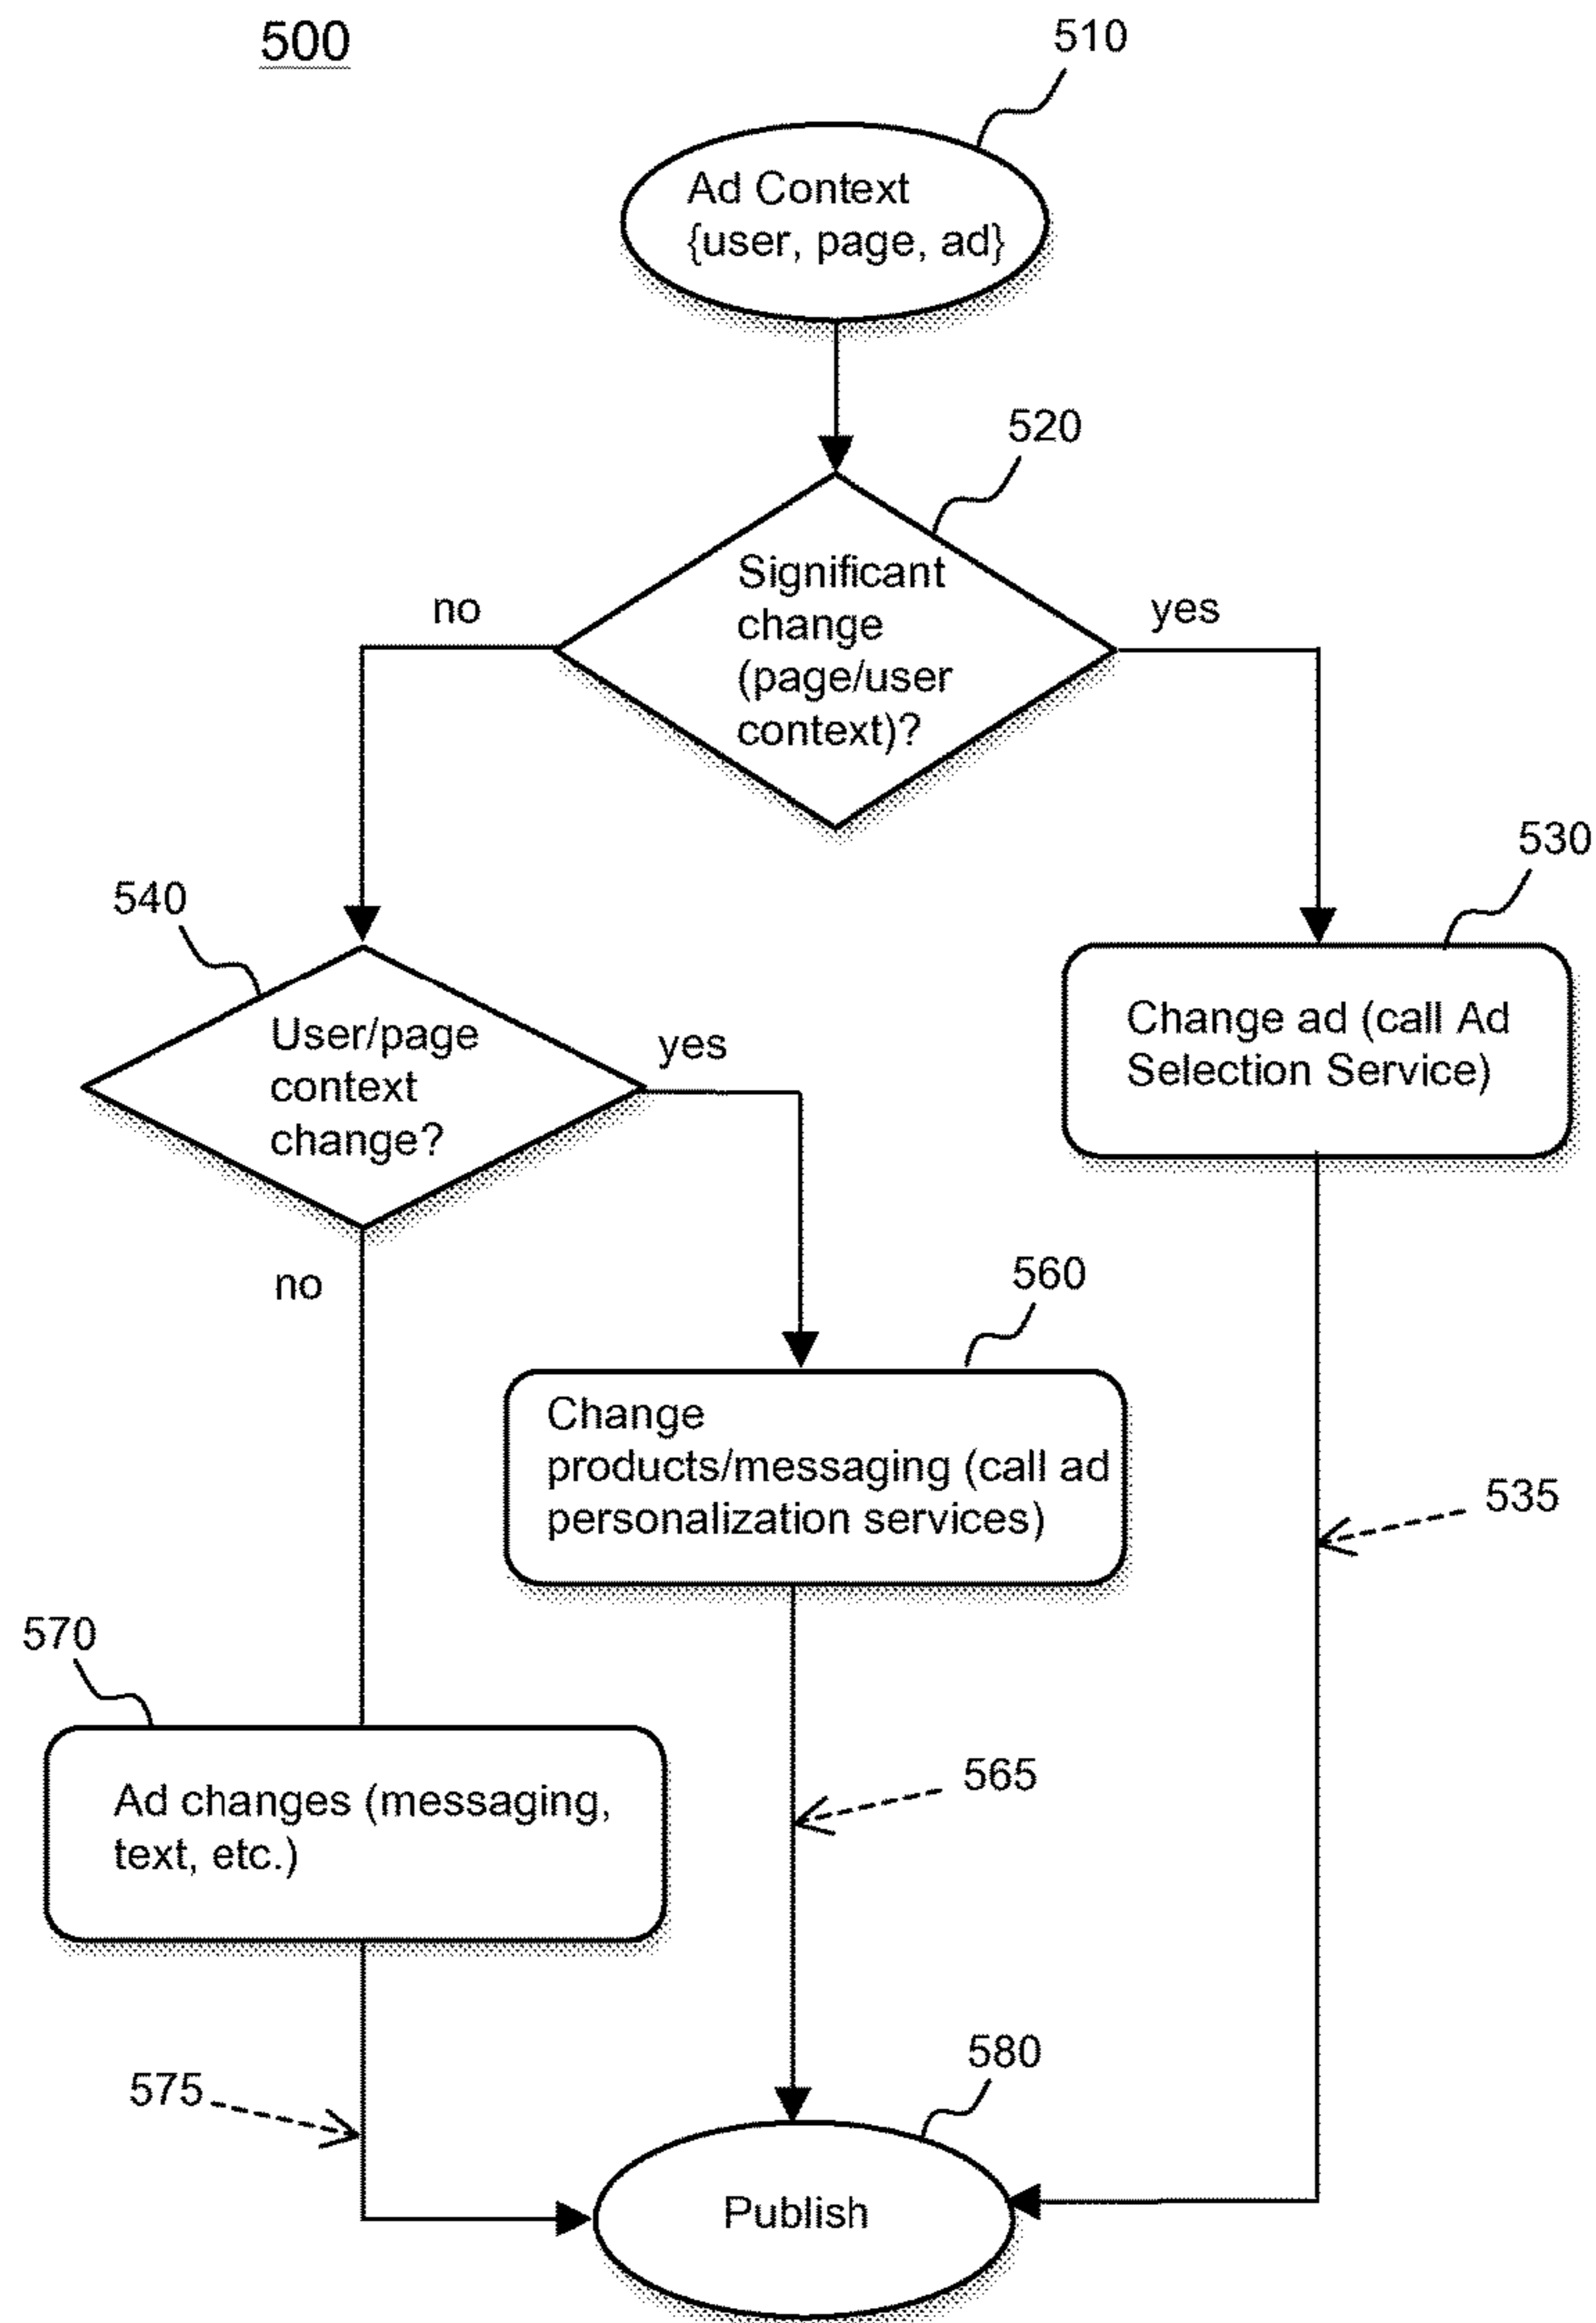 500
510
Ad Context
{user, page, ad}
520
Significant
change
(page/user
context)?
no
yes
530
540
Change ad (call Ad
Selection Service)
User/page
context
change?
yes
no
560
Change
products/messaging (call ad
personalization services)
535
570
565
Ad changes (messaging,
text, etc.)
580
575
Publish